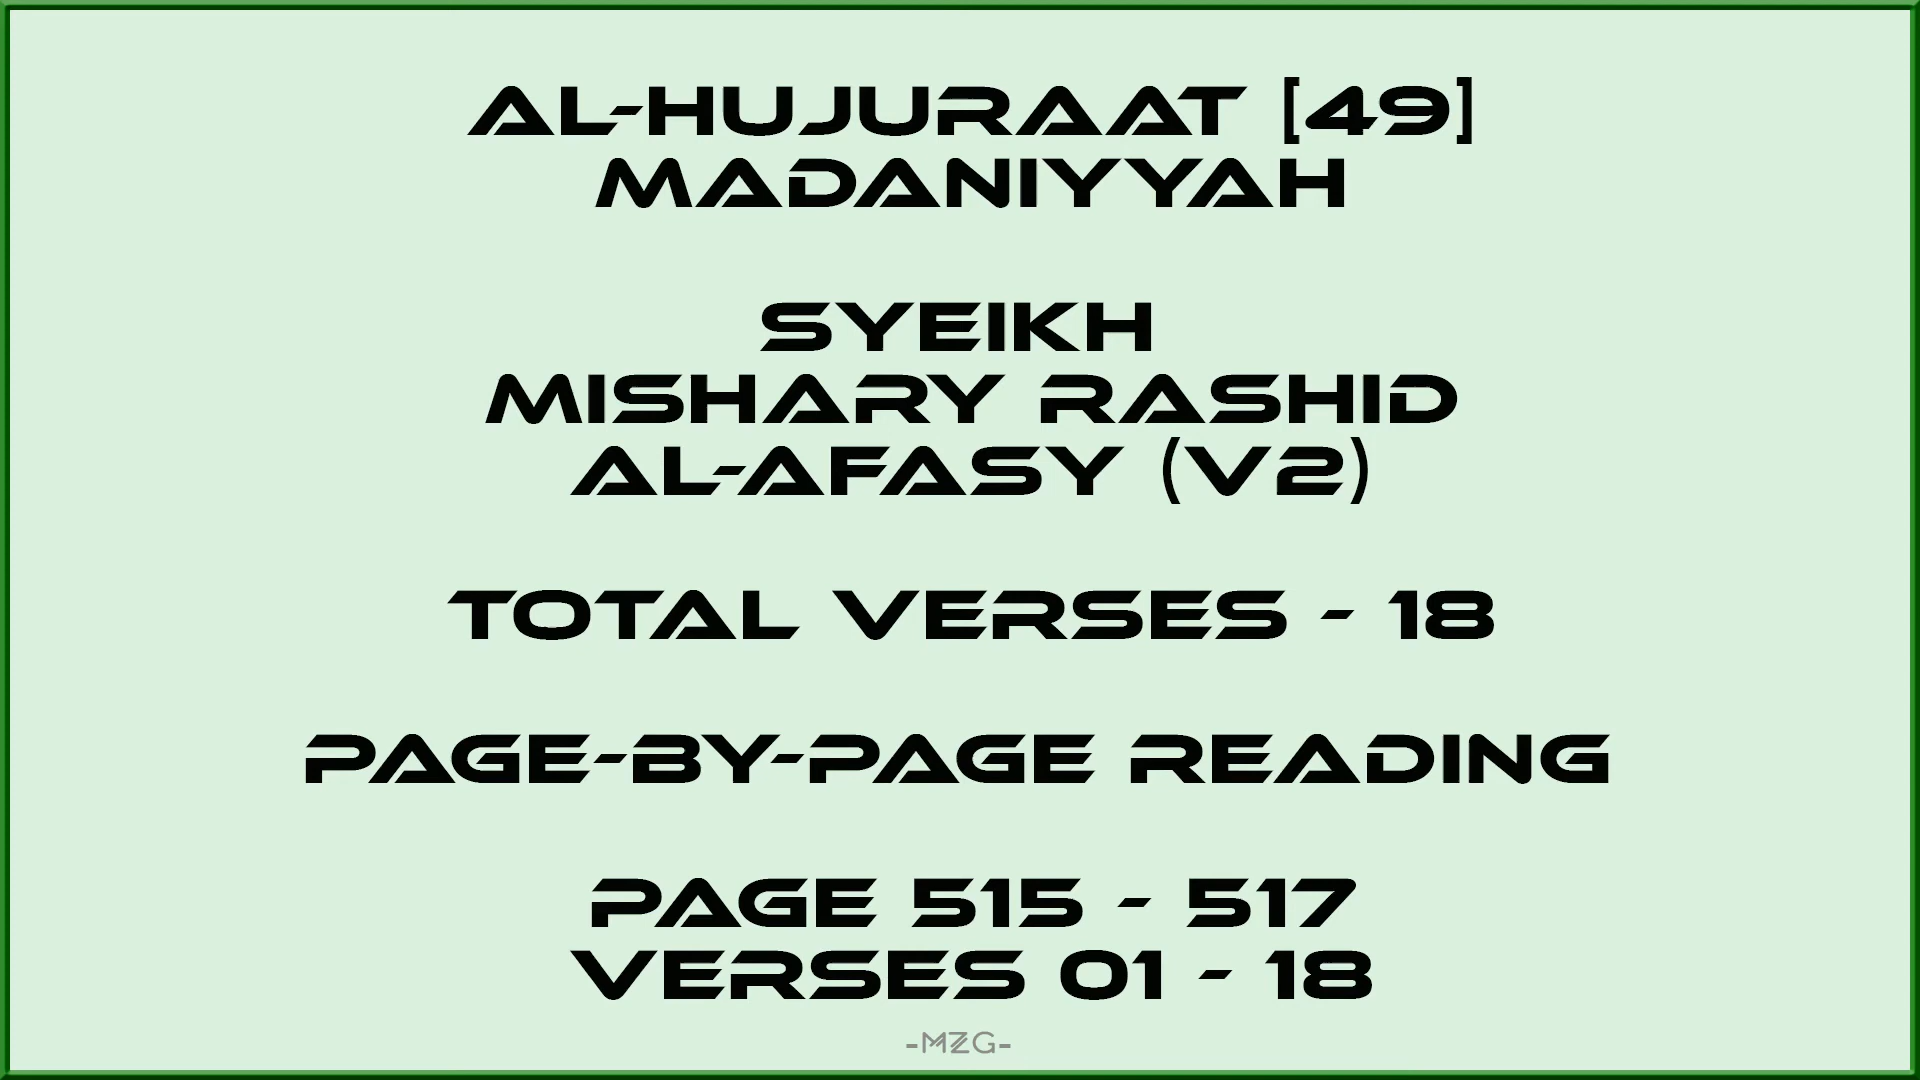 AL-HUJURAAT [49]
MADANIYYAH
SYEIKH
MISHARY RASHID
AL-AFASY (V2)
TOTAL VERSES - 18
PAGE-BY-PAGE READING
PAGE 515 - 517
VERSES 01 - 18
-MZG-